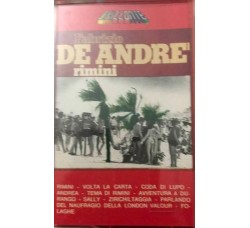 Fabrizio
DE ANDRE'
rimini
RIMINI - VOLTA LA CARTA - CODA DI LUPO -
ANDREA - TEMA DI RIMINI - AVVENTURA A DU-
RANGO - SALLY - ZIRICHILTAGGIA - PARLANDO
DEL NAUFRAGIO DELLA LONDON VALOUR - FO-
LAGHE